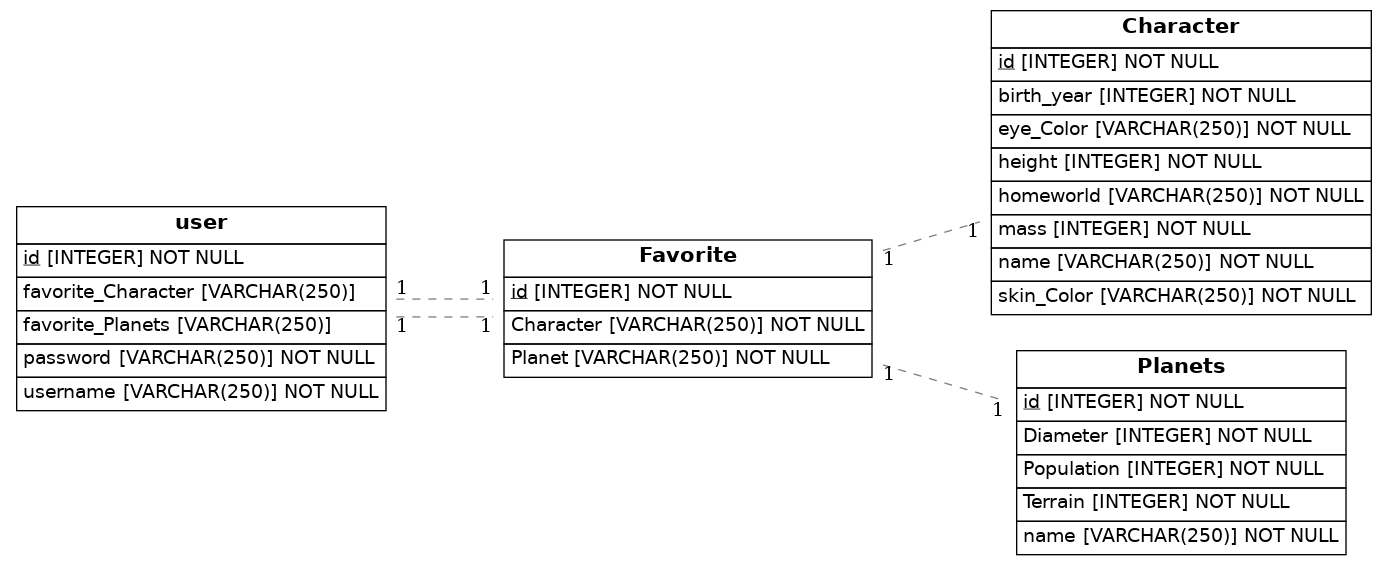 user
id [INTEGER] NOT NULL
favorite_Character [VARCHAR(250)]
favorite_Planets [VARCHAR(250)]
password [VARCHAR(250)] NOT NULL
username [VARCHAR(250)] NOT NULL
1
1
1
1
Favorite
id [INTEGER] NOT NULL
Character [VARCHAR(250)] NOT NULL
Planet [VARCHAR(250)] NOT NULL
1
1
1
1
Character
id [INTEGER] NOT NULL
birth_year [INTEGER] NOT NULL
eye_Color [VARCHAR(250)] NOT NULL
height [INTEGER] NOT NULL
homeworld [VARCHAR(250)] NOT NULL
mass [INTEGER] NOT NULL
name [VARCHAR(250)] NOT NULL
skin_Color [VARCHAR(250)] NOT NULL
Planets
id [INTEGER] NOT NULL
Diameter [INTEGER] NOT NULL
Population [INTEGER] NOT NULL
Terrain [INTEGER] NOT NULL
name [VARCHAR(250)] NOT NULL